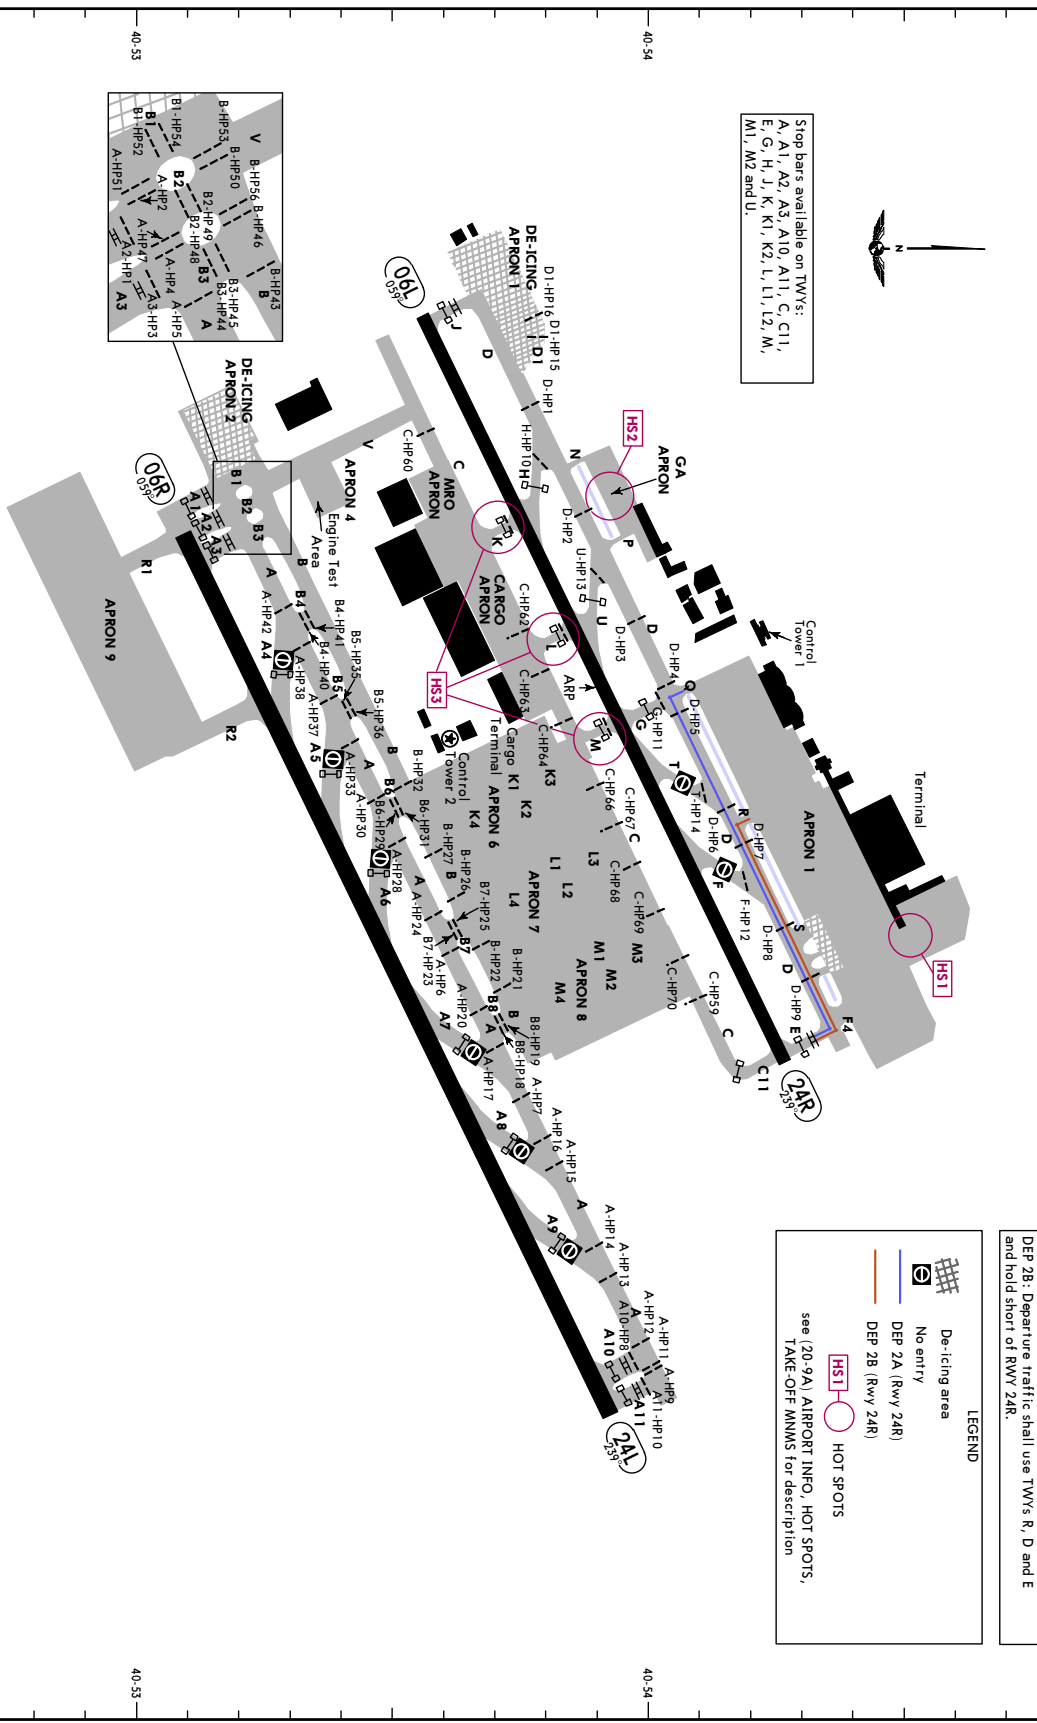 DEP 2B: Departure traffic shall use TWYs R, D and E
and hold short of RWY 24R.
LEGEND
De-icing area
No entry
DEP 2A (Rwy 24R)
DEP 2B (Rwy 24R)
HS1
HOT SPOTS
see (20-9A) AIRPORT INFO, HOT SPOTS,
TAKE-OFF MNMS for description
N
Stop bars available on TWYs:
A, A1, A2, A3, A10, A11, C, C11,
E, G, H, J, K, K1, K2, L, L1, L2, M,
M1, M2 and U.
40-54
40-54
40-53
40-53
HS1
Terminal
APRON 1
Control
Tower 1
HS2
GA
APRON
DE-ICING
APRON 1
D1-HP16
D1-HP15
D1
D-HP1
H-HP10
H
N
D-HP2
P
U-HP13
U
D
D-HP3
D-HP4
Q
D-HP5
G-HP11
G
T
T-HP14
R
D-HP6
D
D-HP7
F
F-HP12
S
D-HP8
D
D-HP9
E
F4
06L
059°
J
D
24R
239°
C11
C
C-HP59
C-HP70
C-HP69
C-HP68
C-HP67
C
C-HP66
C-HP64
C-HP63
C-HP62
C-HP60
C
ARP
K
L
M
HS3
MRO
APRON
CARGO
APRON
Cargo
Terminal
Control
Tower 2
K1
K2
K3
K4
APRON 6
L1
L2
L3
L4
APRON 7
M1
M2
M3
M4
APRON 8
V
APRON 4
Engine Test
Area
DE-ICING
APRON 2
B1
B2
B3
A1
A2
A3
06R
059°
R1
R2
APRON 9
A
B
B4
B4-HP41
B4-HP40
A-HP42
A4
A-HP38
A-HP37
B5
B5-HP35
B5-HP36
A5
A-HP33
A
B
A-HP30
B6
B6-HP29
B6-HP31
B-HP32
A-HP28
A6
B-HP27
B
A
B-HP26
A-HP24
B7-HP25
B7-HP23
B7
A-HP6
B-HP22
B-HP21
A-HP20
A7
B8
B
A
B8-HP19
B8-HP18
A-HP17
A-HP7
A8
A-HP16
A-HP15
A
A9
A-HP14
A-HP13
A
A-HP12
A-HP11
A-HP9
A10-HP8
A10
A11
A11-HP10
24L
239°
B-HP53
B1-HP54
B1
B1-HP52
V
B-HP50
B-HP56
B-HP46
B-HP43
B
B2
B2-HP49
B2-HP48
B3
B3-HP45
B3-HP44
A
A-HP51
A-HP2
A-HP47
A-HP4
A-HP5
A2-HP1
A3-HP3
A3